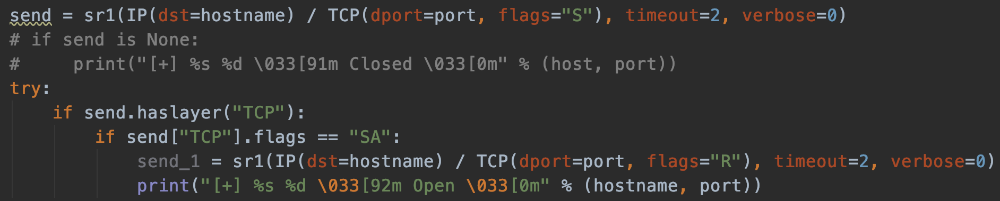 send = sr1(IP(dst=hostname) / TCP(dport=port, flags="S"), timeout=2, verbose=0)
# if send is None:
#     print("[+] %s %d \033[91m Closed \033[0m" % (host, port))
try:
    if send.haslayer("TCP"):
        if send["TCP"].flags == "SA":
            send_1 = sr1(IP(dst=hostname) / TCP(dport=port, flags="R"), timeout=2, verbose=0)
            print("[+] %s %d \033[92m Open \033[0m" % (hostname, port))